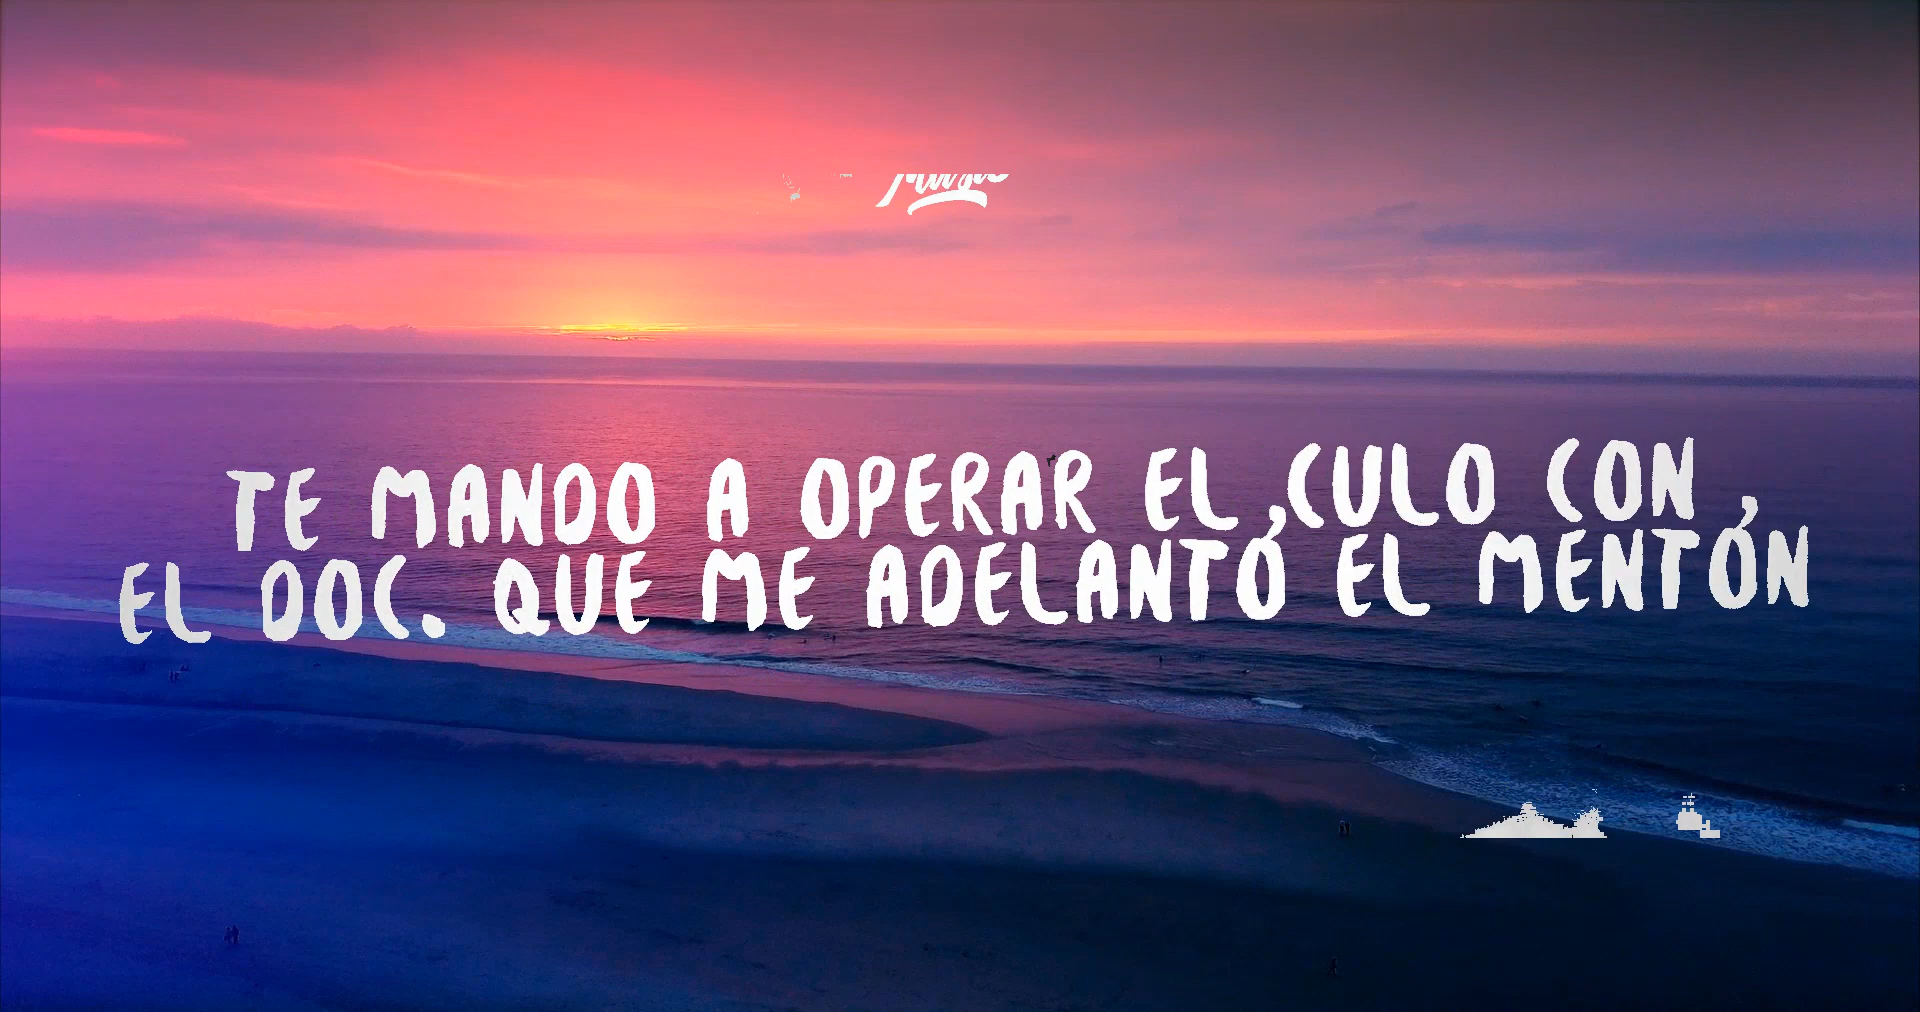 TE MANDO A OPERAR EL CULO CON
EL DOC. QUE ME ADELANTÓ EL MENTÓN